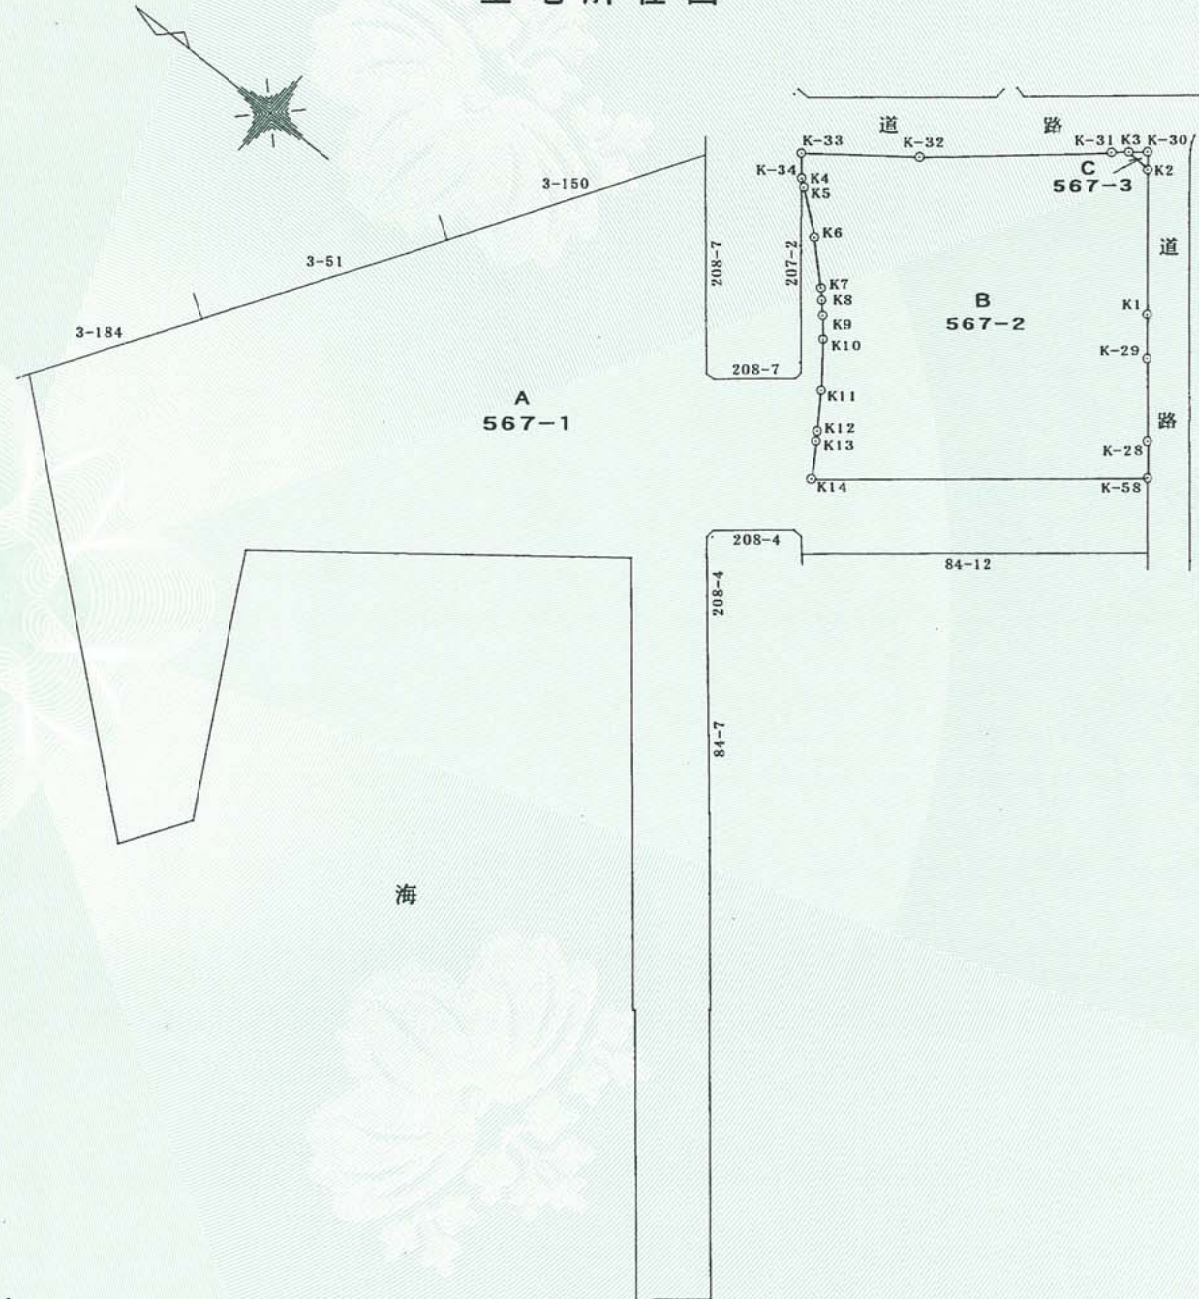 道 路
K-33
K-32
K-31
K3
K-30
K-34
K4
K5
K2
C
567-3
3-150
K6
道
208-7
207-2
3-51
K7
K8
B
567-2
K9
K1
3-184
K10
K-29
208-7
K11
A
567-1
K12
K13
路
K-28
K14
K-58
208-4
84-12
208-4
84-7
海